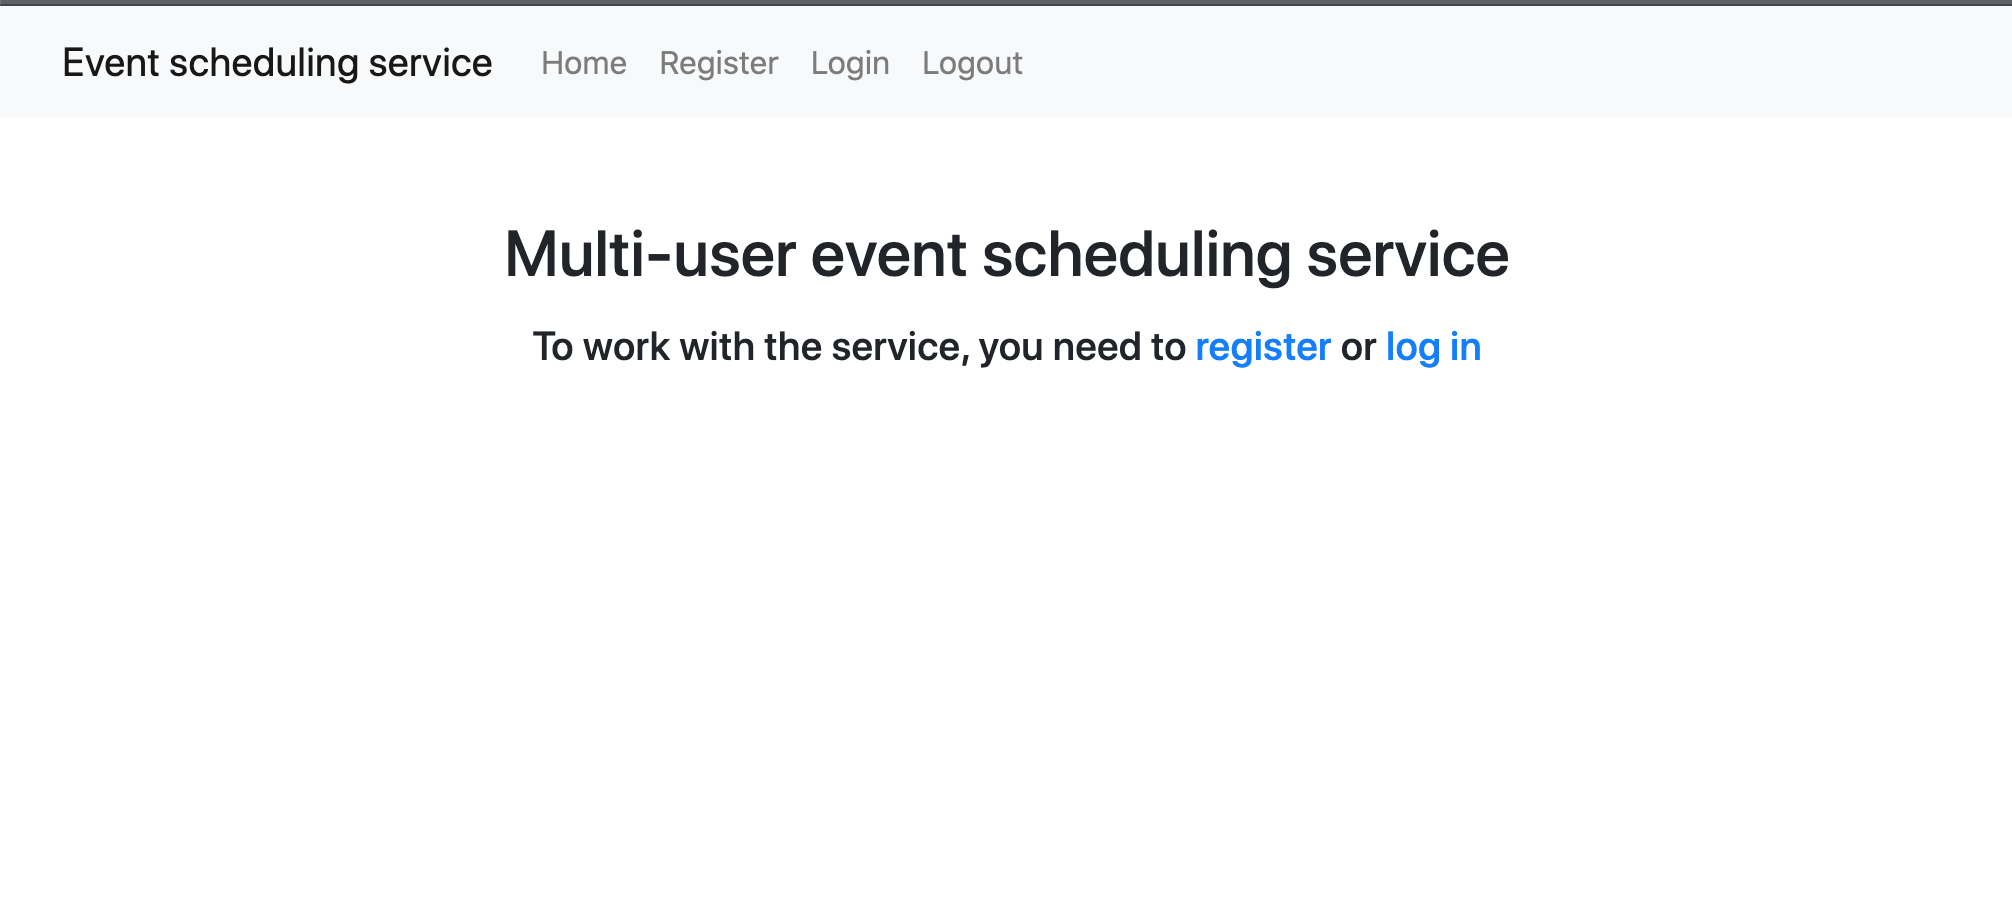 Event scheduling service Home Register Login Logout
Multi-user event scheduling service
To work with the service, you need to register or log in